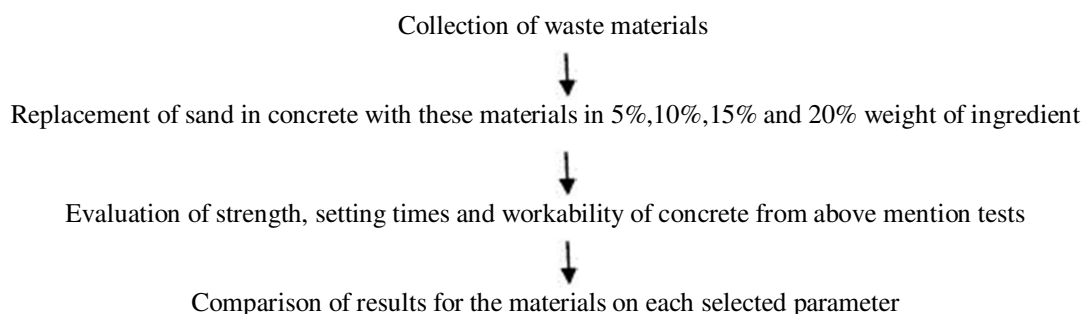 Collection of waste materials
Replacement of sand in concrete with these materials in 5%,10%,15% and 20% weight of ingredient
Evaluation of strength, setting times and workability of concrete from above mention tests
Comparison of results for the materials on each selected parameter